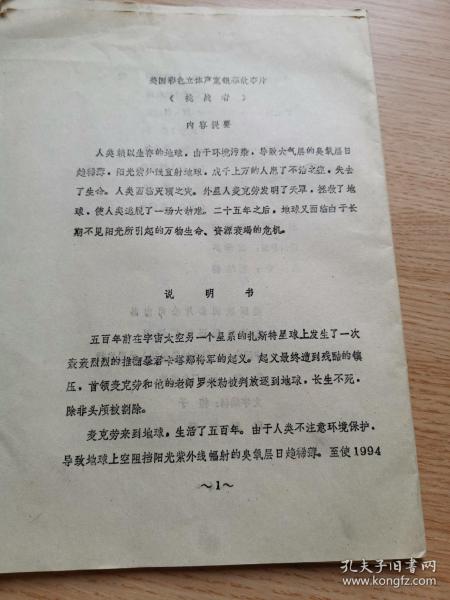 美国彩色立体声宽银幕故事片
《挑战者》
内容提要
人类赖以生存的地球，由于环境污染，导致大气层的臭氧层日
趋稀薄，阳光紫外线直射地球，成千上万的人患了不治之症，失去
了生命。人类面临灭顶之灾。外星人麦克劳发明了天罩，拯救了地
球，使人类逃脱了一场大劫难。二十五年之后，地球又面临由于长
期不见阳光所引起的万物生命、资源衰竭的危机。
说明书
五百年前在宇宙太空另一个星系的扎斯特星球上发生了一次
轰轰烈烈的推翻暴君卡塔那将军的起义。起义最终遭到残酷的镇
压，首领麦克劳和他的老师罗米勒被判放逐到地球，长生不死，
除非头颅被割除。
麦克劳来到地球，生活了五百年。由于人类不注意环境保护，
导致地球上空阻挡阳光紫外线幅射的臭氧层日趋稀薄。至使1994
～1～
孔夫子旧书网
www.kongfz.com